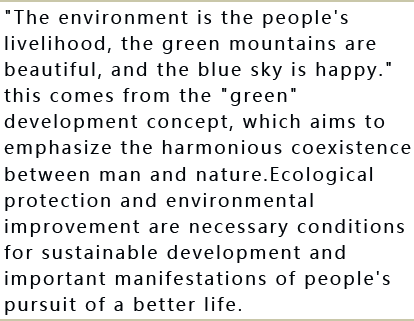 "The environment is the people's
livelihood, the green mountains are
beautiful, and the blue sky is happy."
this comes from the "green"
development concept, which aims to
emphasize the harmonious coexistence
between man and nature.Ecological
protection and environmental
improvement are necessary conditions
for sustainable development and
important manifestations of people's
pursuit of a better life.